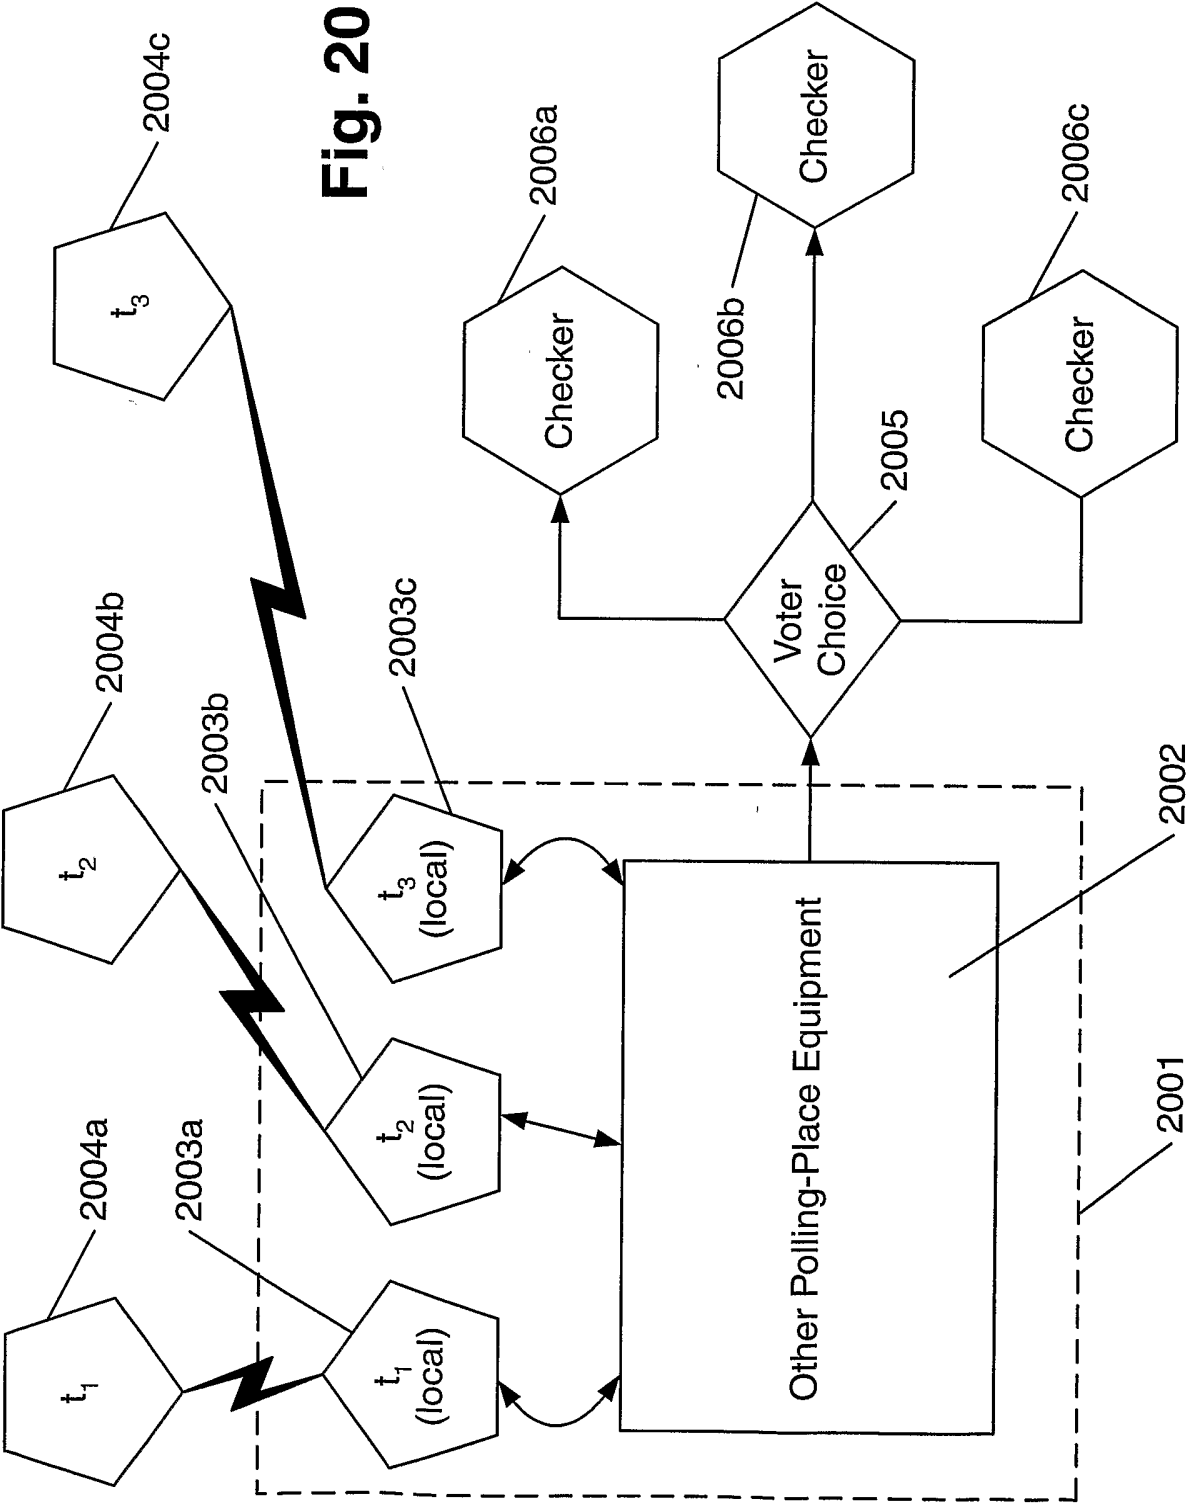 Fig. 20
2004a
t1
2004b
t2
2004c
t3
2003a
t1
(local)
2003b
t2
(local)
2003c
t3
(local)
Other Polling-Place Equipment
2002
2001
Voter
Choice
2005
Checker
2006a
Checker
2006b
Checker
2006c